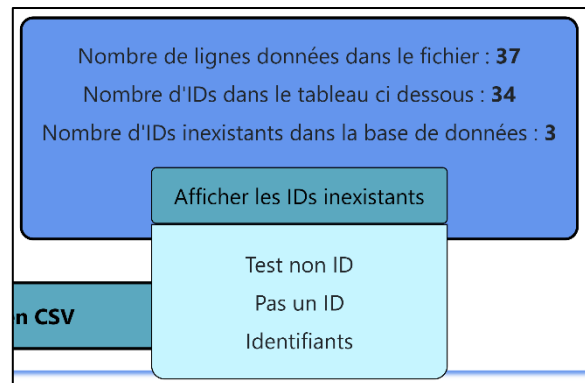 Nombre de lignes données dans le fichier : 37
Nombre d'IDs dans le tableau ci dessous : 34
Nombre d'IDs inexistants dans la base de données : 3
Afficher les IDs inexistants
Test non ID
Pas un ID
n CSV
Identifiants